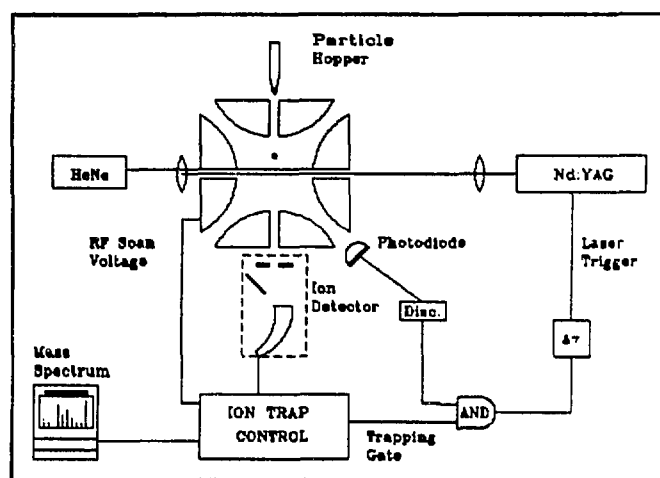 Particle
Hopper
HeNe
Nd:YAG
RF Scan
Voltage
Photodiode
Laser
Trigger
Ion
Detector
Disc.
Δτ
Mass
Spectrum
ION TRAP
CONTROL
AND
Trapping
Gate